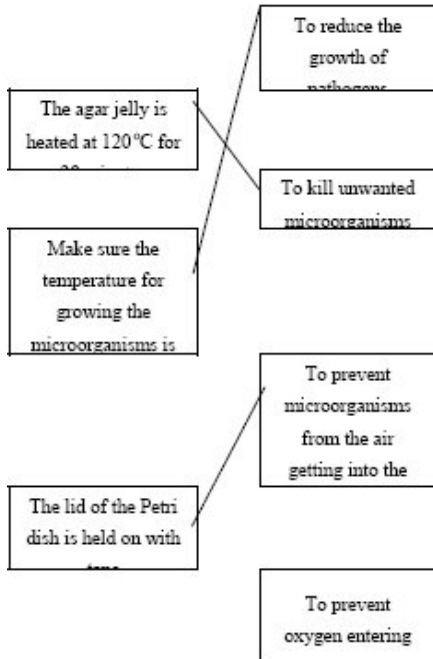 To reduce the
growth of
pathogens
The agar jelly is
heated at 120°C for
To kill unwanted
microorganisms
Make sure the
temperature for
growing the
microorganisms is
To prevent
microorganisms
from the air
getting into the
The lid of the Petri
dish is held on with
To prevent
oxygen entering